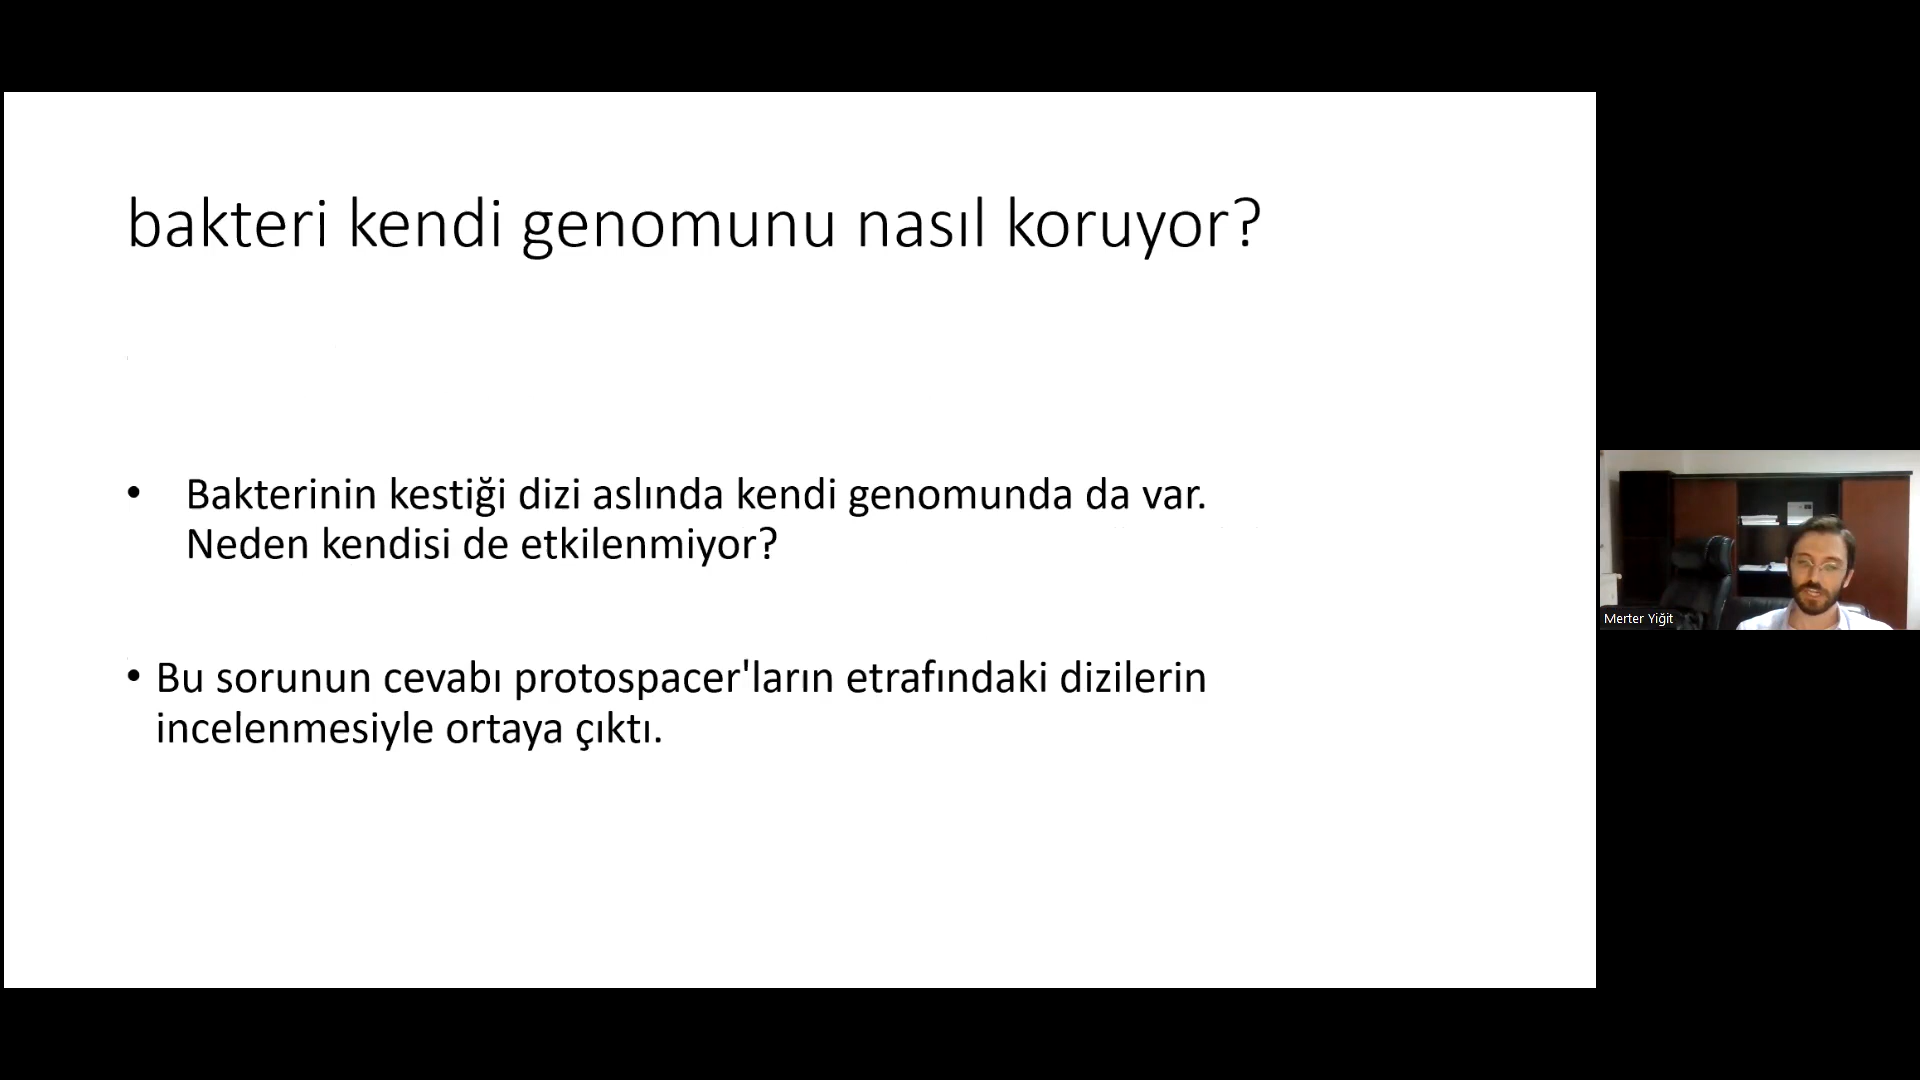 bakteri kendi genomunu nasıl koruyor?
• Bakterinin kestiği dizi aslında kendi genomunda da var.
Neden kendisi de etkilenmiyor?
• Bu sorunun cevabı protospacer'ların etrafındaki dizilerin
incelenmesiyle ortaya çıktı.
Merter Yiğit